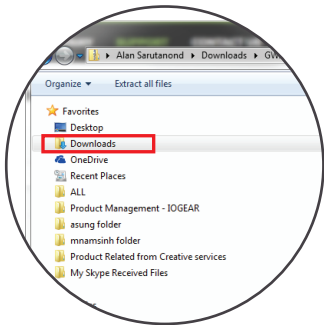 Alan Sarutanond ▸ Downloads ▸ GW
Organize Extract all files
Favorites
Desktop
Downloads
OneDrive
Recent Places
ALL
Product Management - IOGEAR
asung folder
mnamsinh folder
Product Related from Creative services
My Skype Received Files